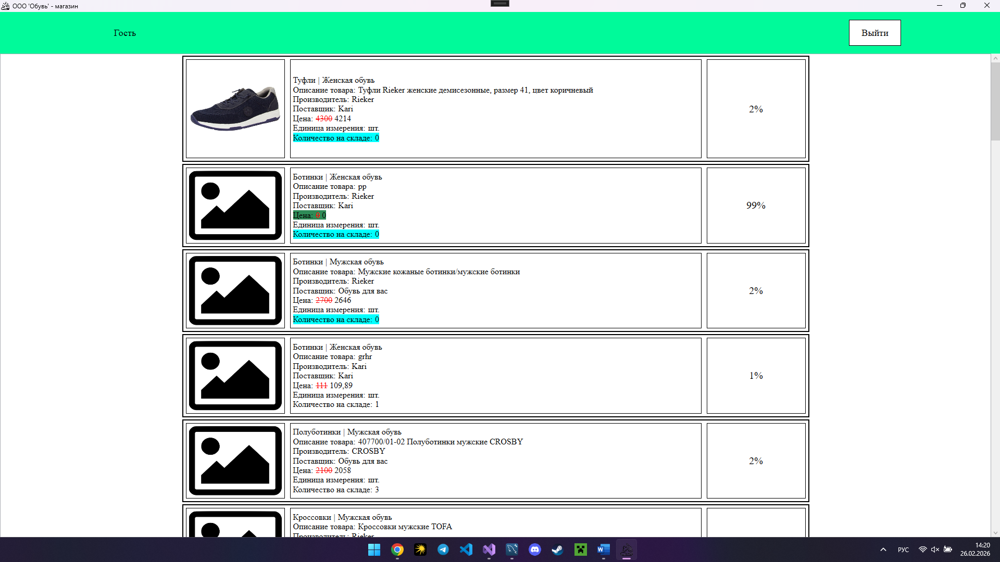 ООО 'Обувь' - магазин
Гость
Выйти
Туфли | Женская обувь
Описание товара: Туфли Rieker женские демисезонные, размер 41, цвет коричневый
Производитель: Rieker
Поставщик: Kari
Цена: 4300 4214
Единица измерения: шт.
Количество на складе: 0
2%
Ботинки | Женская обувь
Описание товара: pp
Производитель: Rieker
Поставщик: Kari
Цена: 0 0
Единица измерения: шт.
Количество на складе: 0
99%
Ботинки | Мужская обувь
Описание товара: Мужские кожаные ботинки/мужские ботинки
Производитель: Rieker
Поставщик: Обувь для вас
Цена: 2700 2646
Единица измерения: шт.
Количество на складе: 0
2%
Ботинки | Женская обувь
Описание товара: grhr
Производитель: Kari
Поставщик: Kari
Цена: 111 109,89
Единица измерения: шт.
Количество на складе: 1
1%
Полуботинки | Мужская обувь
Описание товара: 407700/01-02 Полуботинки мужские CROSBY
Производитель: CROSBY
Поставщик: Обувь для вас
Цена: 2100 2058
Единица измерения: шт.
Количество на складе: 3
2%
Кроссовки | Мужская обувь
Описание товара: Кроссовки мужские TOFA
Производитель: Rieker
РУС
14:20
26.02.2026